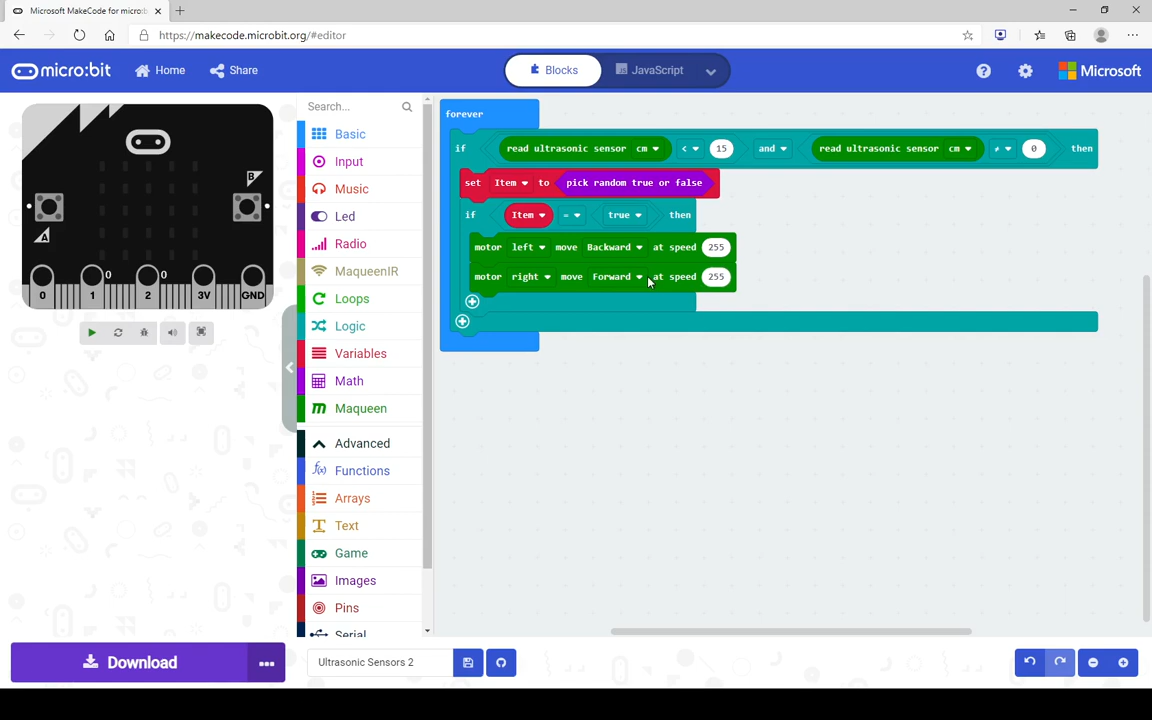 Microsoft MakeCode for micro:b
https://makecode.microbit.org/#editor
micro:bit
Home
Share
Blocks
JavaScript
Microsoft
A
B
0
1
2
3V
GND
0
0
Search...
Basic
Input
Music
Led
Radio
MaqueenIR
Loops
Logic
Variables
Math
Maqueen
Advanced
Functions
Arrays
Text
Game
Images
Pins
Serial
forever
if read ultrasonic sensor cm < 15 and read ultrasonic sensor cm ≠ 0 then
set Item to pick random true or false
if Item = true then
motor left move Backward at speed 255
motor right move Forward at speed 255
Download
Ultrasonic Sensors 2